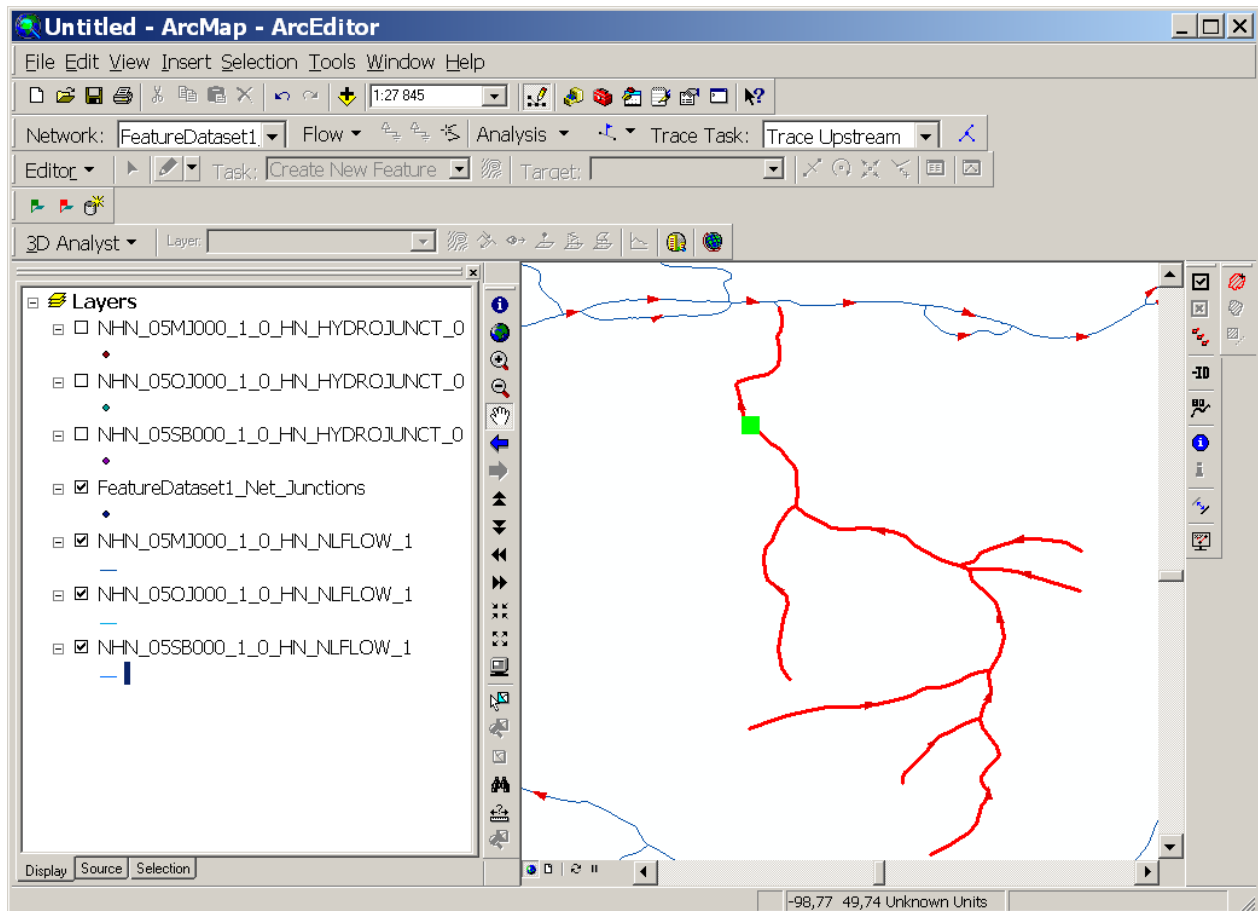 Untitled - ArcMap - ArcEditor
File Edit View Insert Selection Tools Window Help
1:27 845
Network: FeatureDataset1_ Flow Analysis Trace Task: Trace Upstream
Editor Task: Create New Feature Target:
3D Analyst Layer:
Layers
NHN_05MJ000_1_0_HN_HYDROJUNCT_0
NHN_05OJ000_1_0_HN_HYDROJUNCT_0
NHN_05SB000_1_0_HN_HYDROJUNCT_0
FeatureDataset1_Net_Junctions
NHN_05MJ000_1_0_HN_NLFLOW_1
NHN_05OJ000_1_0_HN_NLFLOW_1
NHN_05SB000_1_0_HN_NLFLOW_1
-ID
Display Source Selection
-98,77 49,74 Unknown Units